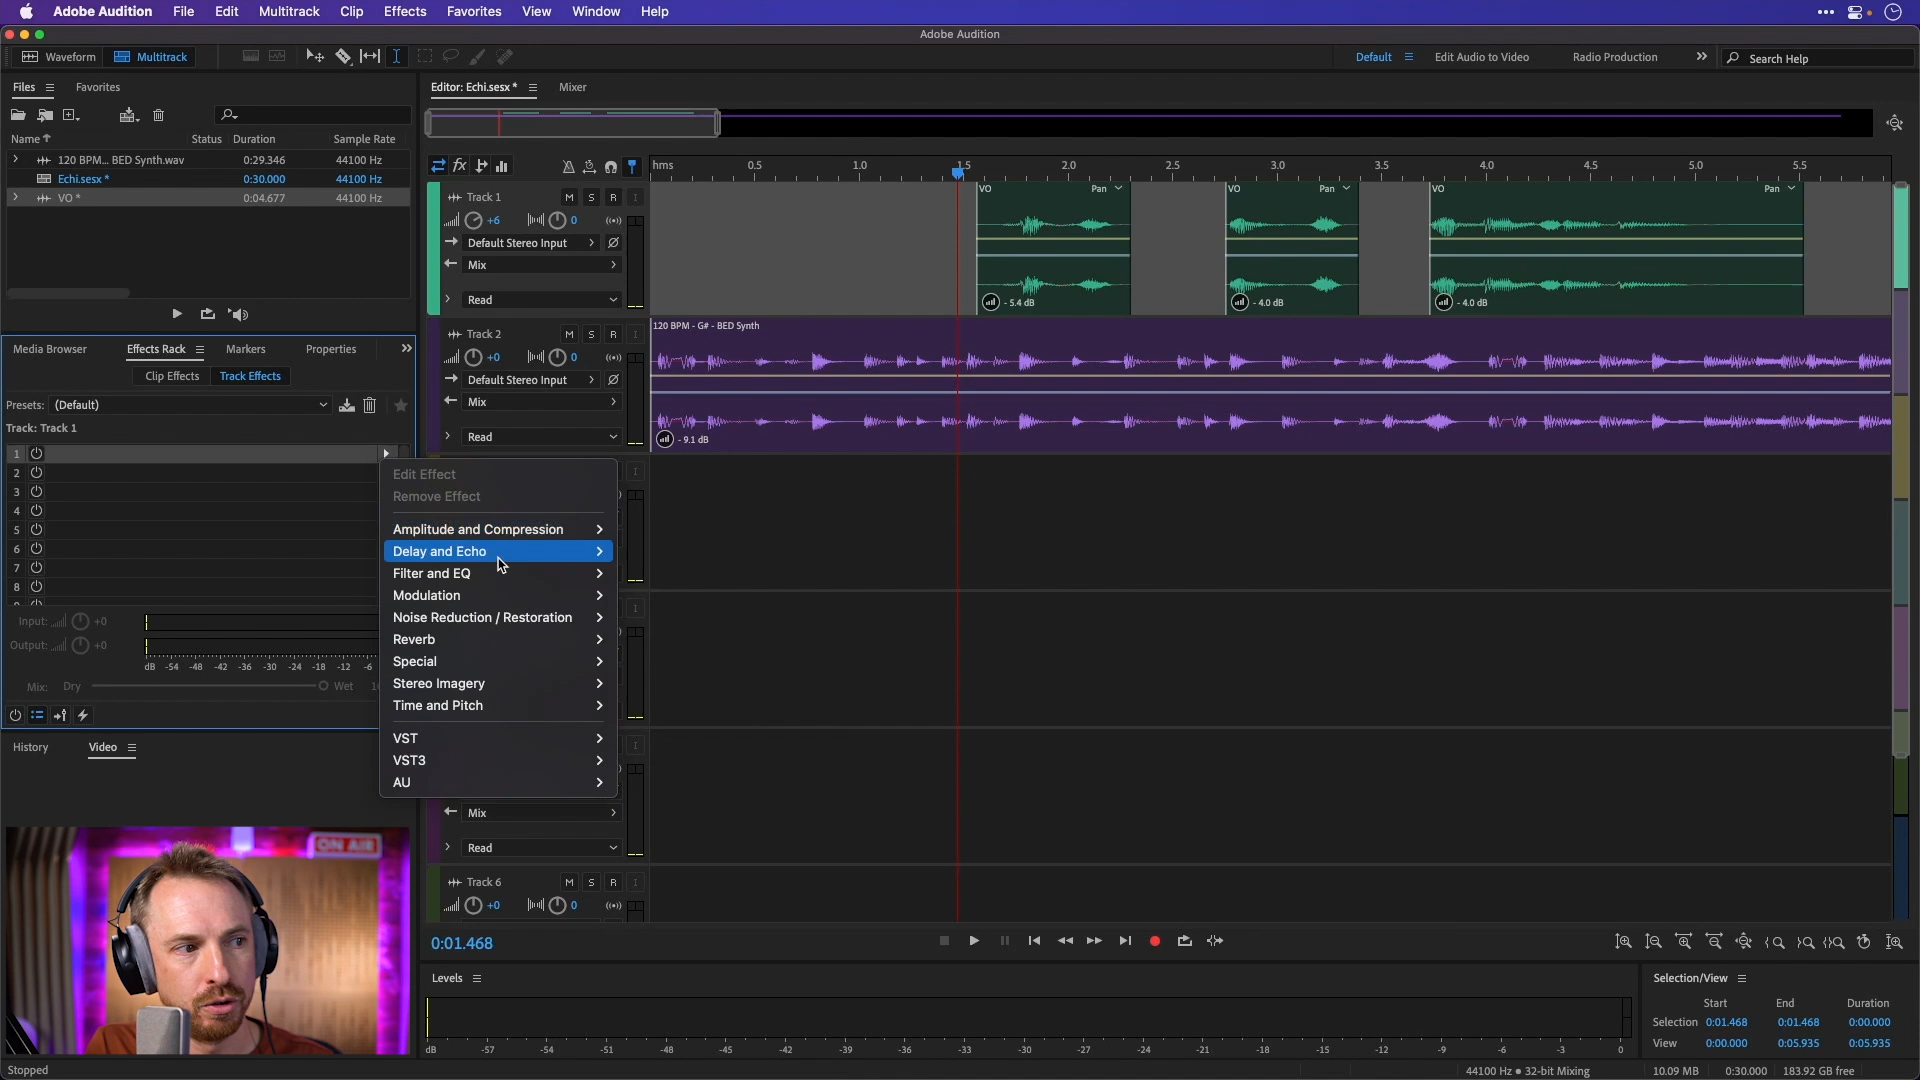 Adobe Audition File Edit Multitrack Clip Effects Favorites View Window Help
Adobe Audition
Waveform Multitrack Default Edit Audio to Video Radio Production Search Help
Files Favorites
Editor: Echi.sesx * Mixer
Name Status Duration Sample Rate
120 BPM... BED Synth.wav 0:29.346 44100 Hz
Echi.sesx * 0:30.000 44100 Hz
VO * 0:04.677 44100 Hz
hms 0.5 1.0 1.5 2.0 2.5 3.0 3.5 4.0 4.5 5.0 5.5
Track 1 M S R I
+6 0
Default Stereo Input
Mix
Read
VO Pan VO Pan VO Pan
- 5.4 dB - 4.0 dB - 4.0 dB
Track 2 M S R I
+0 0
Default Stereo Input
Mix
Read
120 BPM - G# - BED Synth
- 9.1 dB
Media Browser Effects Rack Markers Properties
Clip Effects Track Effects
Presets: (Default)
Track: Track 1
1
2
3
4
5
6
7
8
Input: +0
Output: +0
dB -54 -48 -42 -36 -30 -24 -18 -12 -6
Mix: Dry Wet
Edit Effect
Remove Effect
Amplitude and Compression
Delay and Echo
Filter and EQ
Modulation
Noise Reduction / Restoration
Reverb
Special
Stereo Imagery
Time and Pitch
VST
VST3
AU
History Video
ON AIR
Mix
Read
Track 6 M S R I
+0 0
0:01.468
Levels
dB -57 -54 -51 -48 -45 -42 -39 -36 -33 -30 -27 -24 -21 -18 -15 -12 -9 -6 -3 0
Selection/View
Start End Duration
Selection 0:01.468 0:01.468 0:00.000
View 0:00.000 0:05.935 0:05.935
Stopped 44100 Hz ● 32-bit Mixing 10.09 MB 0:30.000 183.92 GB free